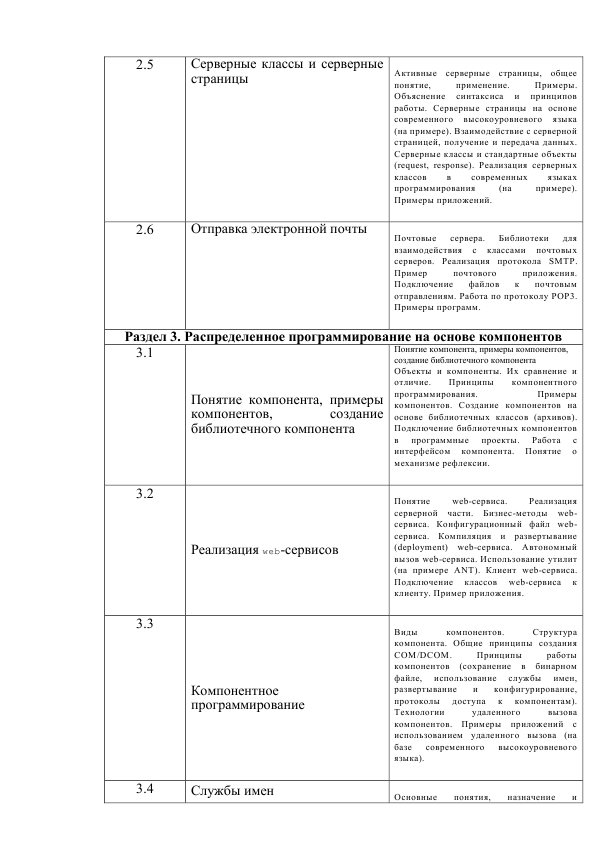 2.5
Серверные классы и серверные
страницы
Активные серверные страницы, общее
понятие, применение. Примеры.
Объяснение синтаксиса и принципов
работы. Серверные страницы на основе
современного высокоуровневого языка
(на примере). Взаимодействие с серверной
страницей, получение и передача данных.
Серверные классы и стандартные объекты
(request, response). Реализация серверных
классов в современных языках
программирования (на примере).
Примеры приложений.
2.6
Отправка электронной почты
Почтовые сервера. Библиотеки для
взаимодействия с классами почтовых
серверов. Реализация протокола SMTP.
Пример почтового приложения.
Подключение файлов к почтовым
отправлениям. Работа по протоколу POP3.
Примеры программ.
Раздел 3. Распределенное программирование на основе компонентов
3.1
Понятие компонента, примеры
компонентов, создание
библиотечного компонента
Понятие компонента, примеры компонентов,
создание библиотечного компонента
Объекты и компоненты. Их сравнение и
отличие. Принципы компонентного
программирования. Примеры
компонентов. Создание компонентов на
основе библиотечных классов (архивов).
Подключение библиотечных компонентов
в программные проекты. Работа с
интерфейсом компонента. Понятие о
механизме рефлексии.
3.2
Реализация web-сервисов
Понятие web-сервиса. Реализация
серверной части. Бизнес-методы web-
сервиса. Конфигурационный файл web-
сервиса. Компиляция и развертывание
(deployment) web-сервиса. Автономный
вызов web-сервиса. Использование утилит
(на примере ANT). Клиент web-сервиса.
Подключение классов web-сервиса к
клиенту. Пример приложения.
3.3
Компонентное
программирование
Виды компонентов. Структура
компонента. Общие принципы создания
COM/DCOM. Принципы работы
компонентов (сохранение в бинарном
файле, использование службы имен,
развертывание и конфигурирование,
протоколы доступа к компонентам).
Технологии удаленного вызова
компонентов. Примеры приложений с
использованием удаленного вызова (на
базе современного высокоуровневого
языка).
3.4
Службы имен
Основные понятия, назначение и